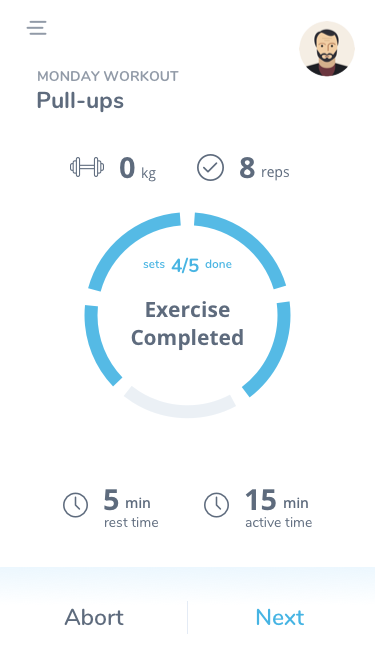 MONDAY WORKOUT
Pull-ups
0 kg 8 reps
sets 4/5 done
Exercise
Completed
5 min 15 min
rest time active time
Abort Next